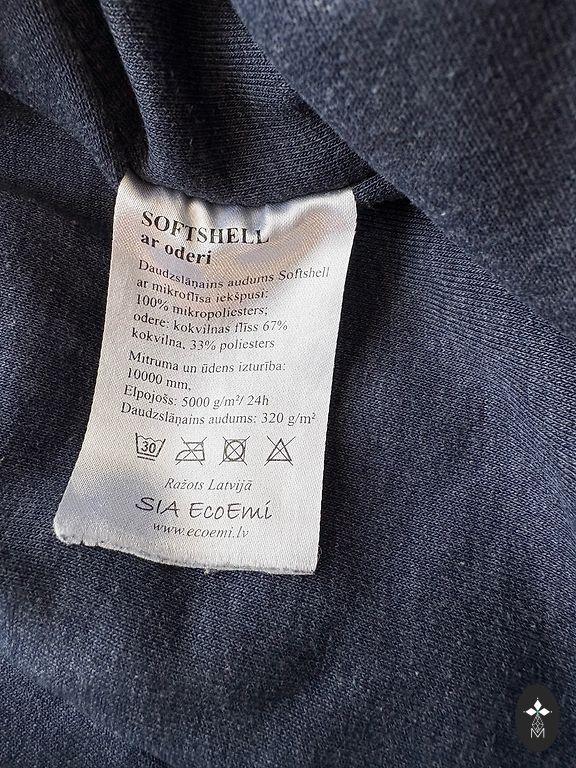 SOFTSHELL
ar oderi
Daudzslāņains audums Softshell
ar mikroflīsa iekšpusi:
100% mikropoliesters;
odere: kokvilnas flīss 67%
kokvilna, 33% poliesters
Mitruma un ūdens izturība:
10000 mm,
Elpojošs: 5000 g/m²/ 24h
Daudzslāņains audums: 320 g/m²
30
Ražots Latvijā
SIA EcoEmi
www.ecoemi.lv
M